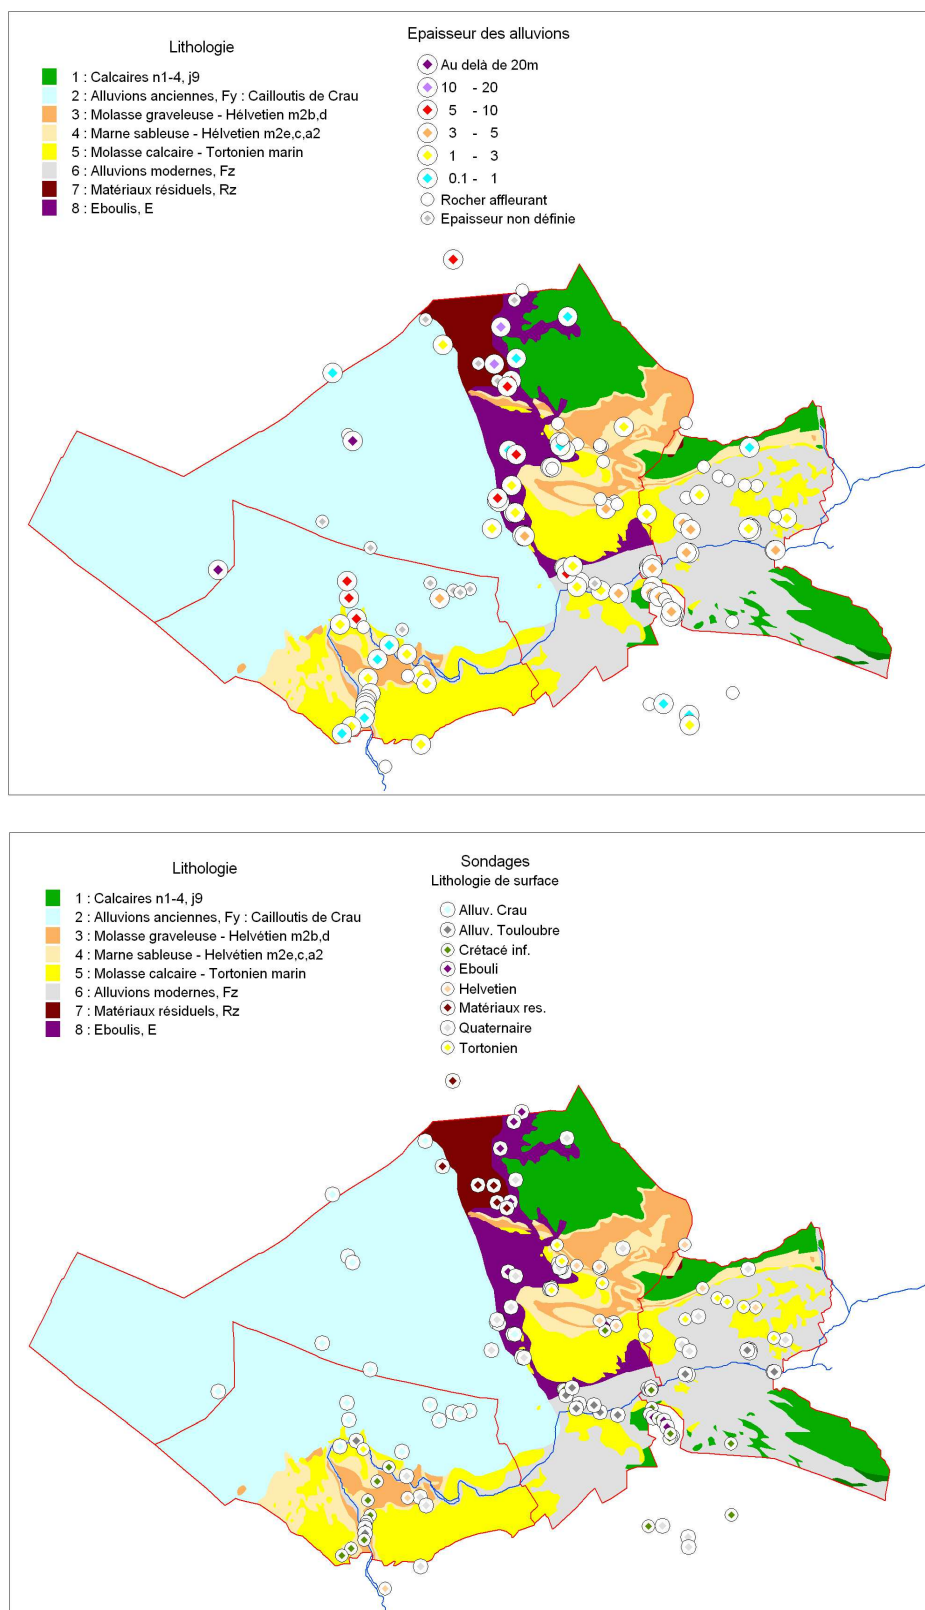 Lithologie
1 : Calcaires n1-4, j9
2 : Alluvions anciennes, Fy : Cailloutis de Crau
3 : Molasse graveleuse - Hélvetien m2b,d
4 : Marne sableuse - Hélvetien m2e,c,a2
5 : Molasse calcaire - Tortonien marin
6 : Alluvions modernes, Fz
7 : Matériaux résiduels, Rz
8 : Eboulis, E
Epaisseur des alluvions
Au delà de 20m
10 - 20
5 - 10
3 - 5
1 - 3
0.1 - 1
Rocher affleurant
Epaisseur non définie
Lithologie
1 : Calcaires n1-4, j9
2 : Alluvions anciennes, Fy : Cailloutis de Crau
3 : Molasse graveleuse - Helvétien m2b,d
4 : Marne sableuse - Helvétien m2e,c,a2
5 : Molasse calcaire - Tortonien marin
6 : Alluvions modernes, Fz
7 : Matériaux résiduels, Rz
8 : Eboulis, E
Sondages
Lithologie de surface
Alluv. Crau
Alluv. Touloubre
Crétacé inf.
Ebouli
Helvetien
Matériaux res.
Quaternaire
Tortonien